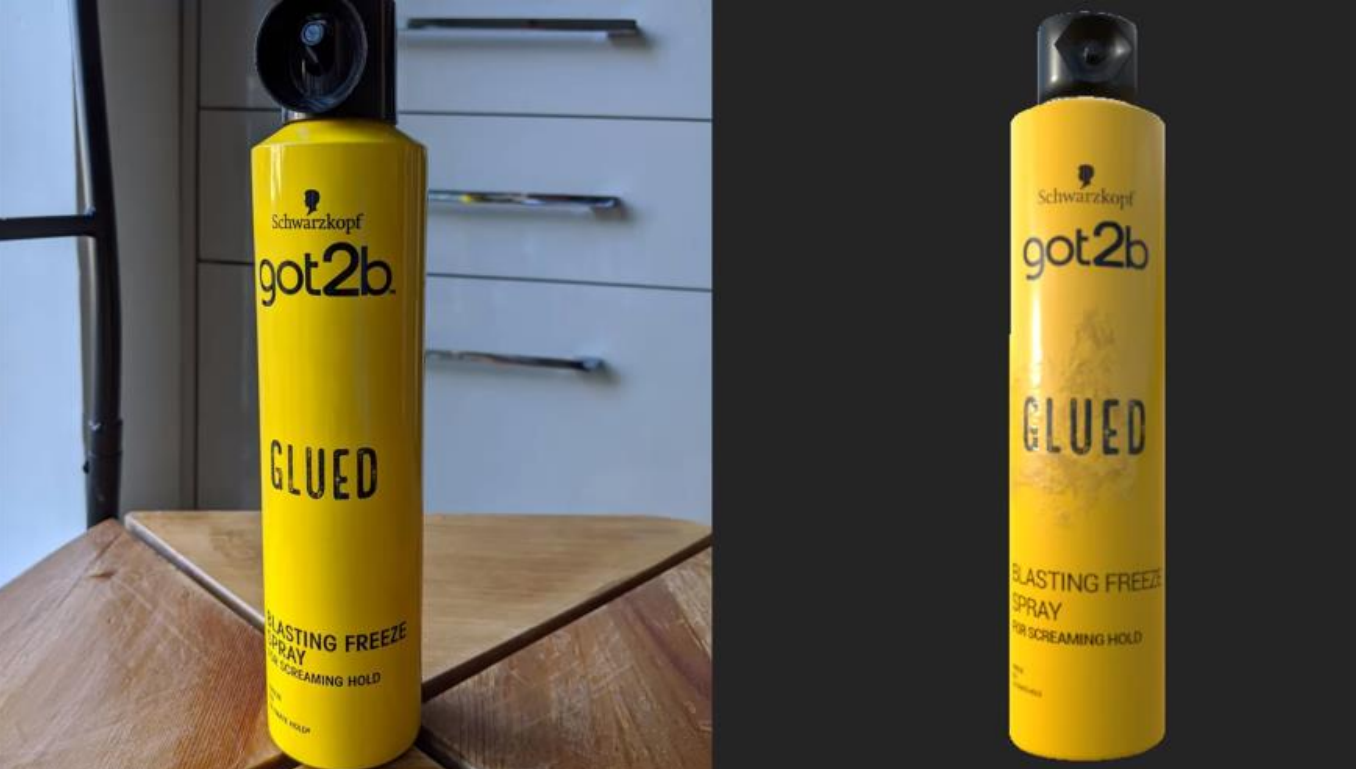 Schwarzkopf
got2b
GLUED
BLASTING FREEZE
SPRAY
FOR SCREAMING HOLD
Schwarzkopf
got2b
GLUED
BLASTING FREEZE
SPRAY
FOR SCREAMING HOLD